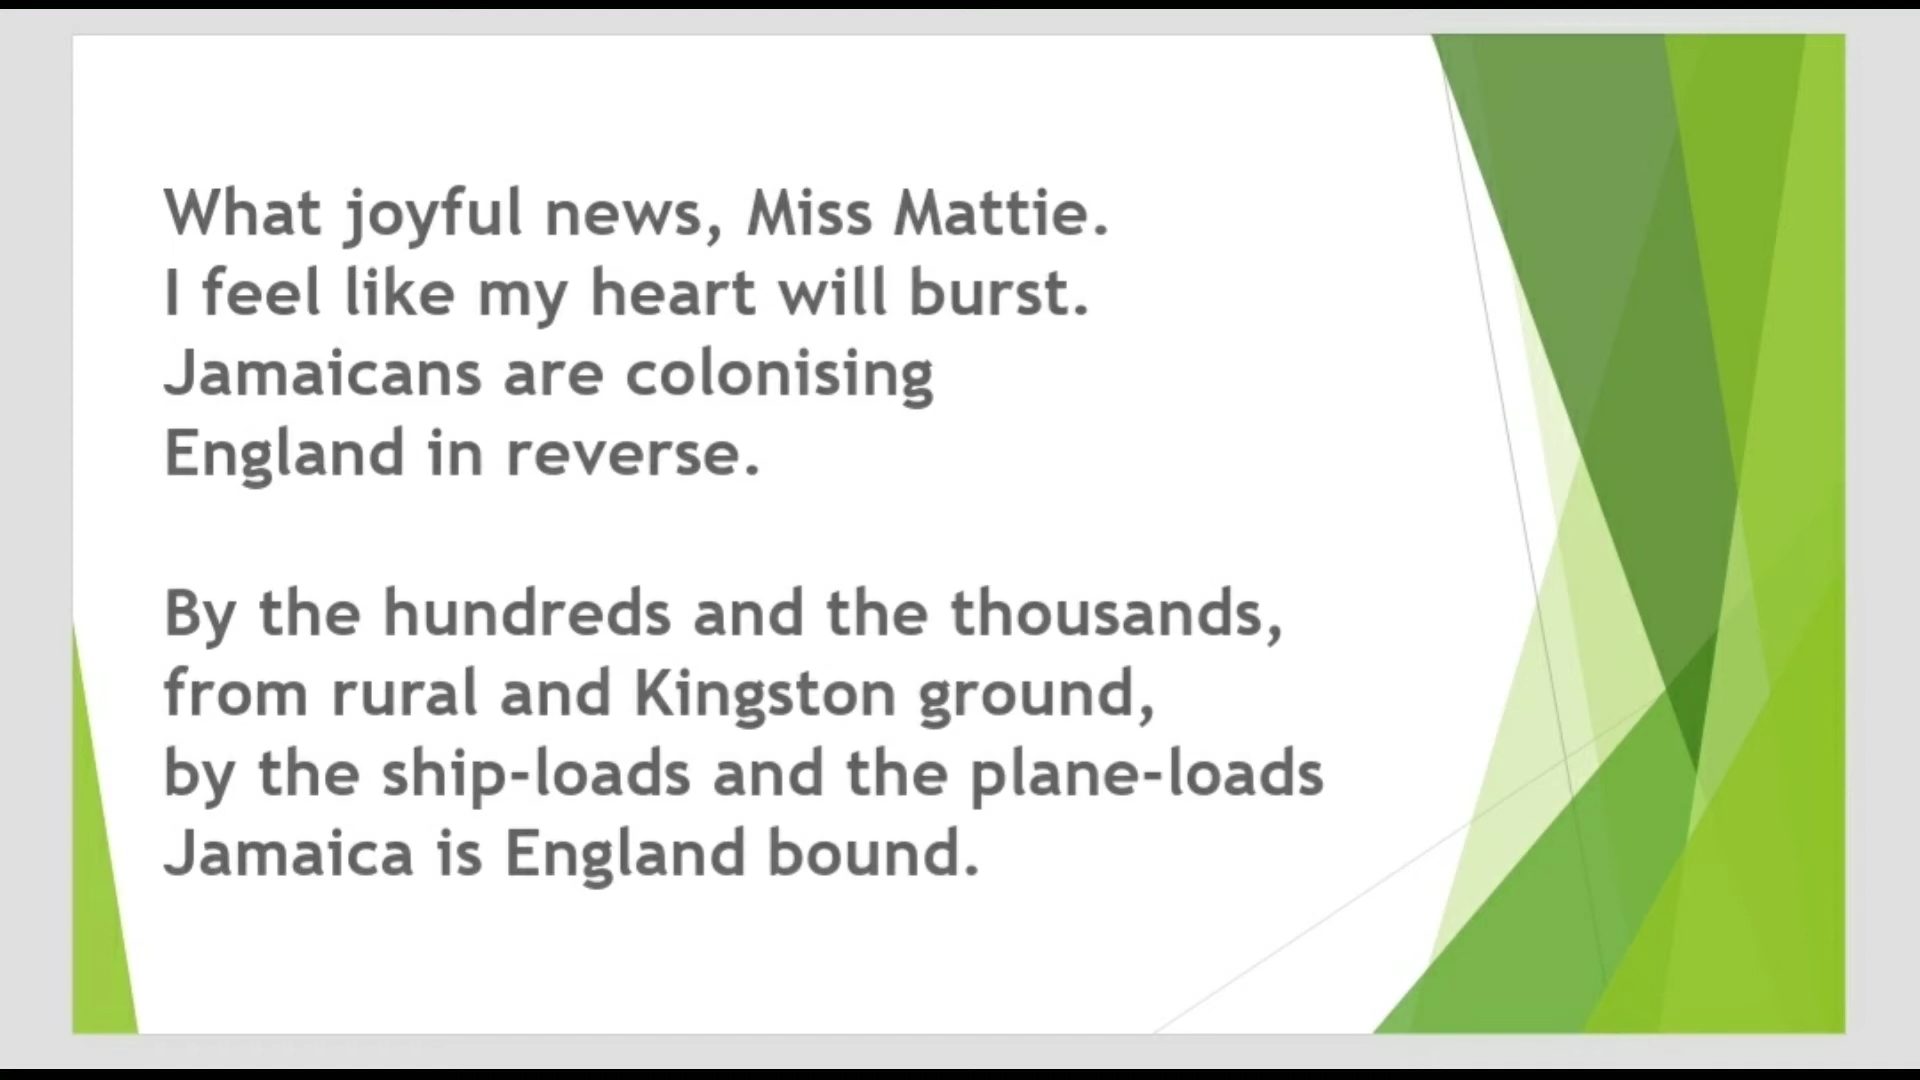 What joyful news, Miss Mattie.
I feel like my heart will burst.
Jamaicans are colonising
England in reverse.
By the hundreds and the thousands,
from rural and Kingston ground,
by the ship-loads and the plane-loads
Jamaica is England bound.